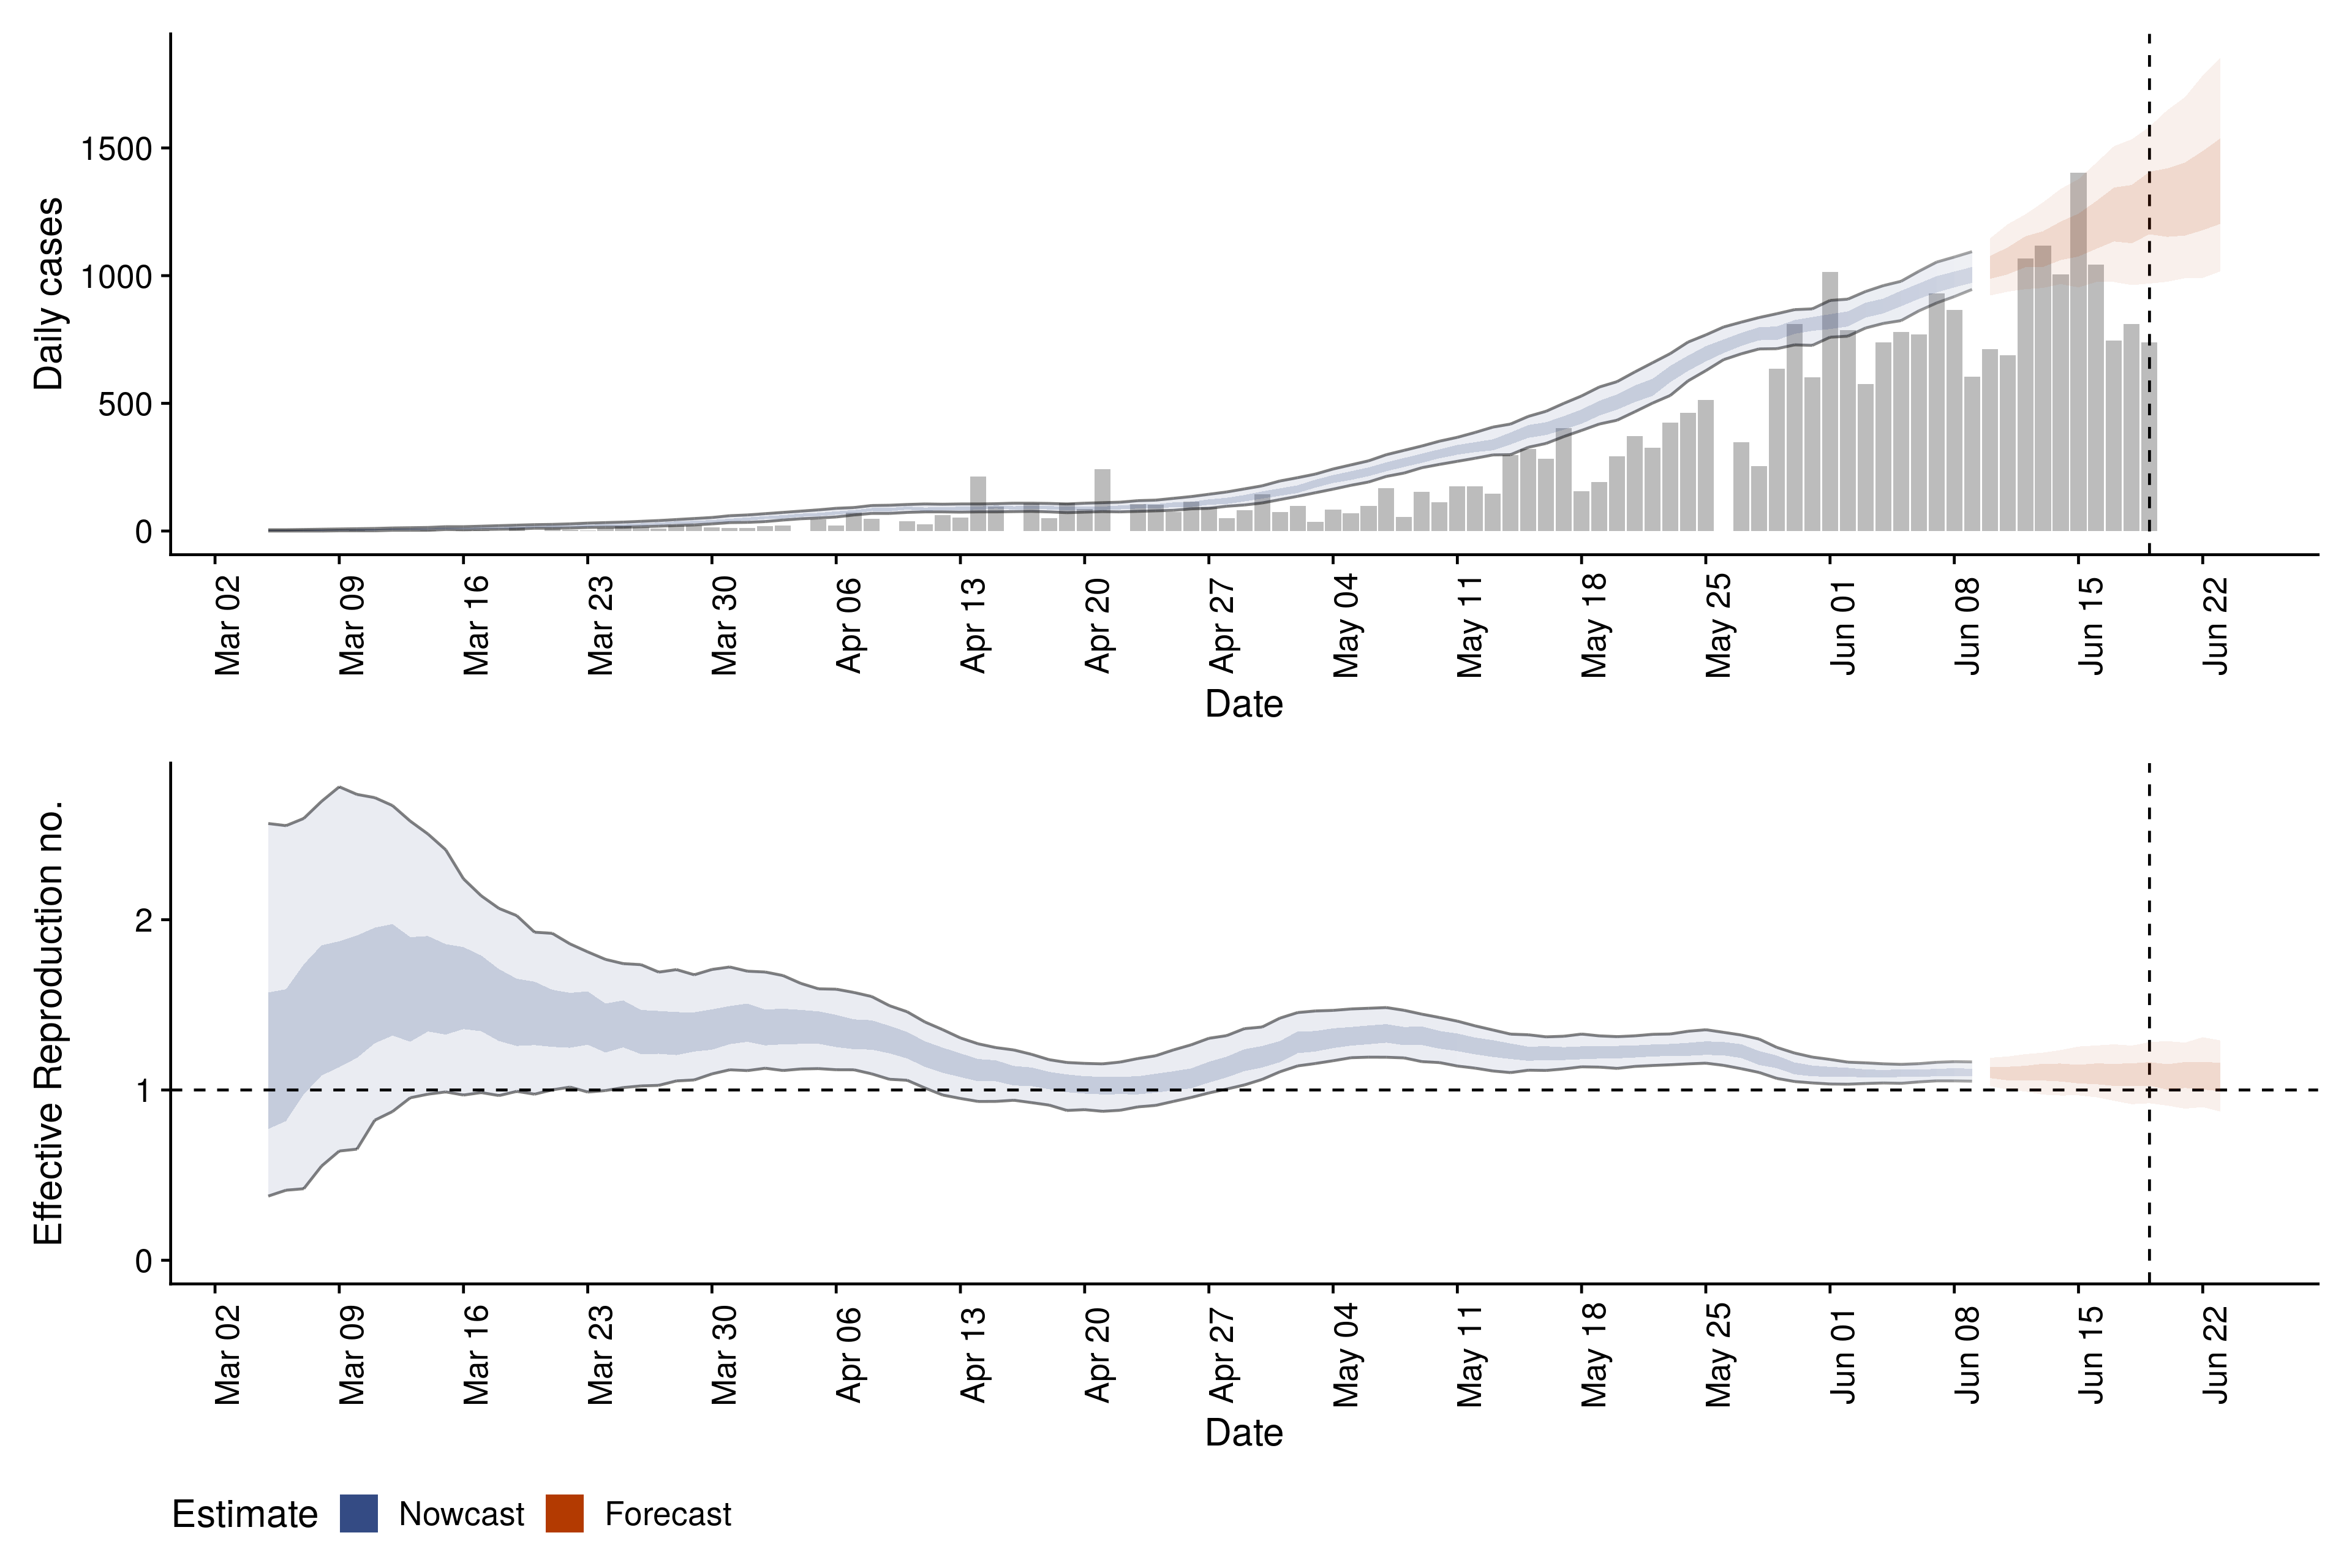 Daily cases
1500
1000
500
0
Mar 02
Mar 09
Mar 16
Mar 23
Mar 30
Apr 06
Apr 13
Apr 20
Apr 27
May 04
May 11
May 18
May 25
Jun 01
Jun 08
Jun 15
Jun 22
Date
Effective Reproduction no.
2
1
0
Mar 02
Mar 09
Mar 16
Mar 23
Mar 30
Apr 06
Apr 13
Apr 20
Apr 27
May 04
May 11
May 18
May 25
Jun 01
Jun 08
Jun 15
Jun 22
Date
Estimate Nowcast Forecast